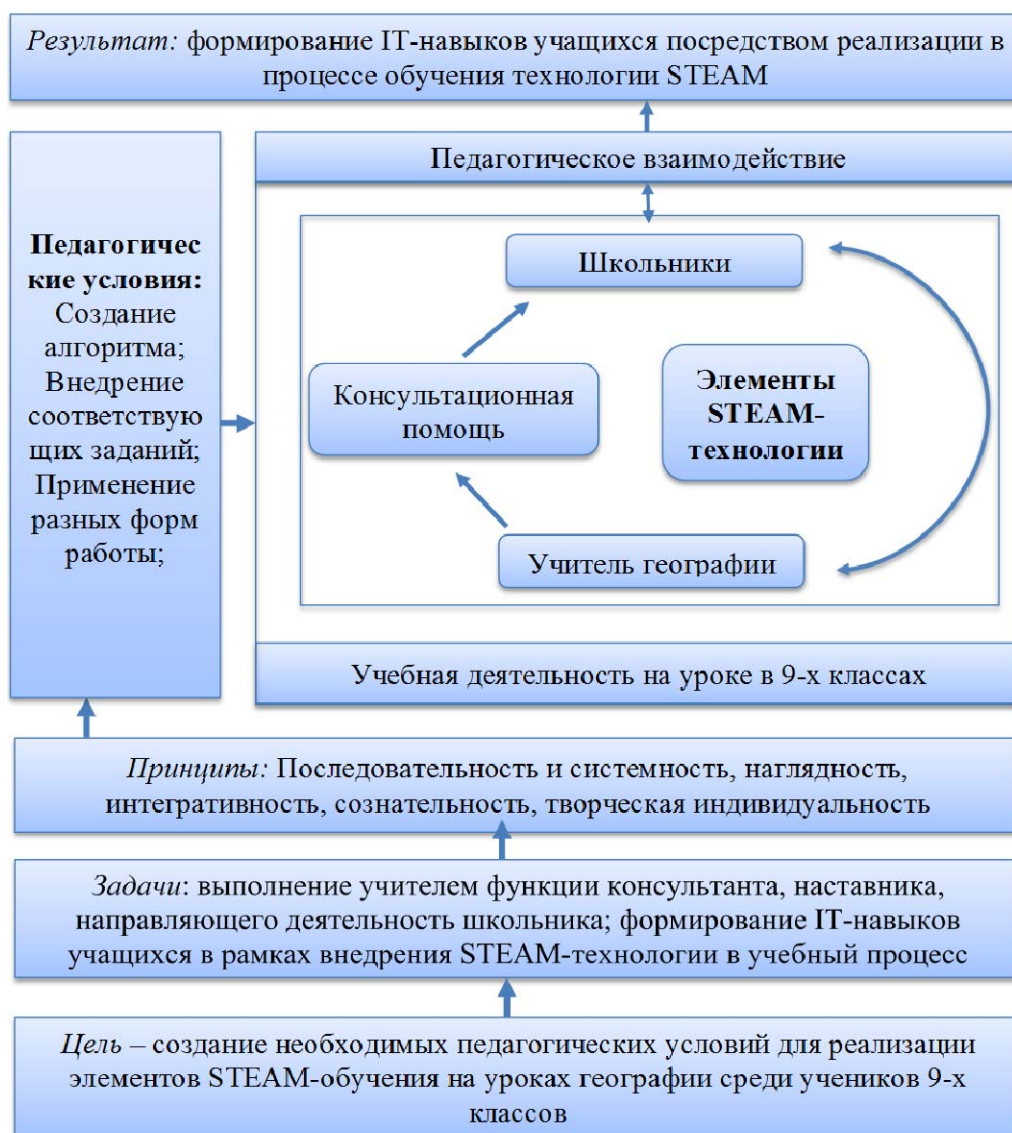 Результат: формирование IT-навыков учащихся посредством реализации в
процессе обучения технологии STEAM
Педагогическое взаимодействие
Педагогичес
кие условия:
Создание
алгоритма;
Внедрение
соответствую
щих заданий;
Применение
разных форм
работы;
Школьники
Консультационная
помощь
Элементы
STEAM-
технологии
Учитель географии
Учебная деятельность на уроке в 9-х классах
Принципы: Последовательность и системность, наглядность,
интегративность, сознательность, творческая индивидуальность
Задачи: выполнение учителем функции консультанта, наставника,
направляющего деятельность школьника; формирование IT-навыков
учащихся в рамках внедрения STEAM-технологии в учебный процесс
Цель – создание необходимых педагогических условий для реализации
элементов STEAM-обучения на уроках географии среди учеников 9-х
классов